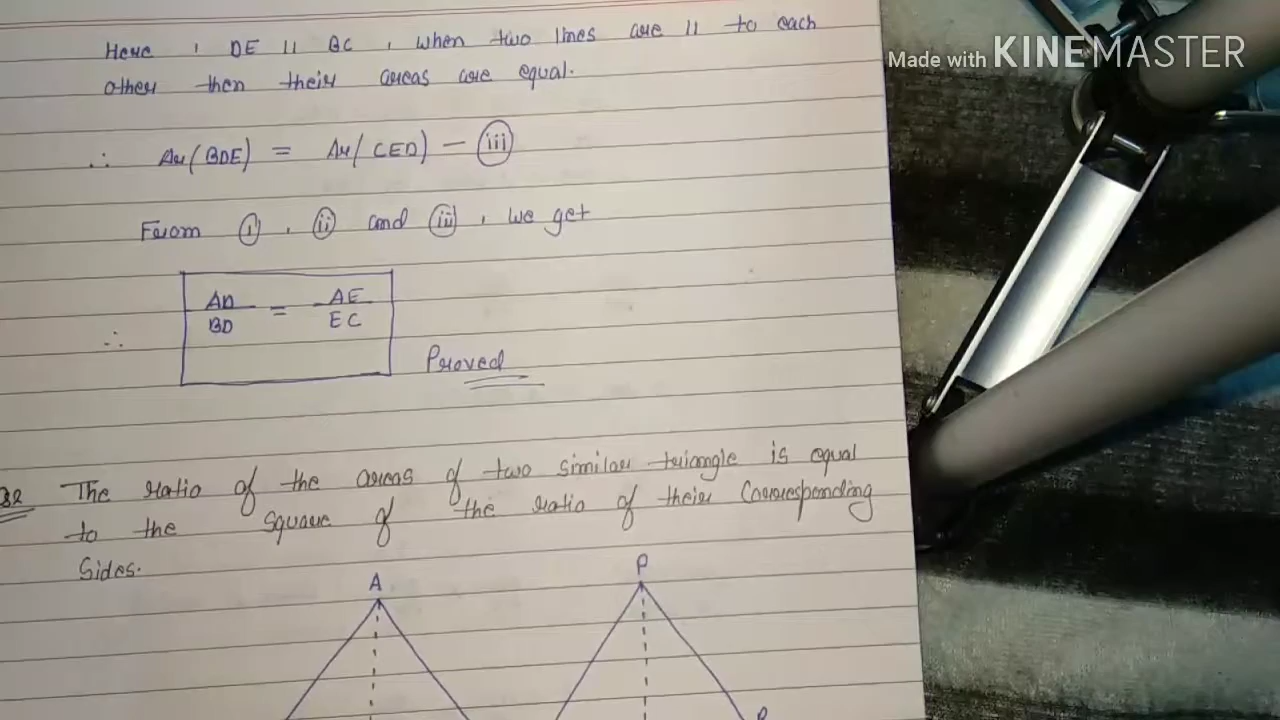 Here , DE || BC , when two lines are || to each
other then their areas are equal.
∴ Ar(BDE) = Ar(CED) - (iii)
From (i) , (ii) and (iii) , we get
∴ AD/BD = AE/EC
Proved
The ratio of the areas of two similar triangle is equal
to the square of the ratio of their Corresponding
Sides.
A
P
Made with KINEMASTER